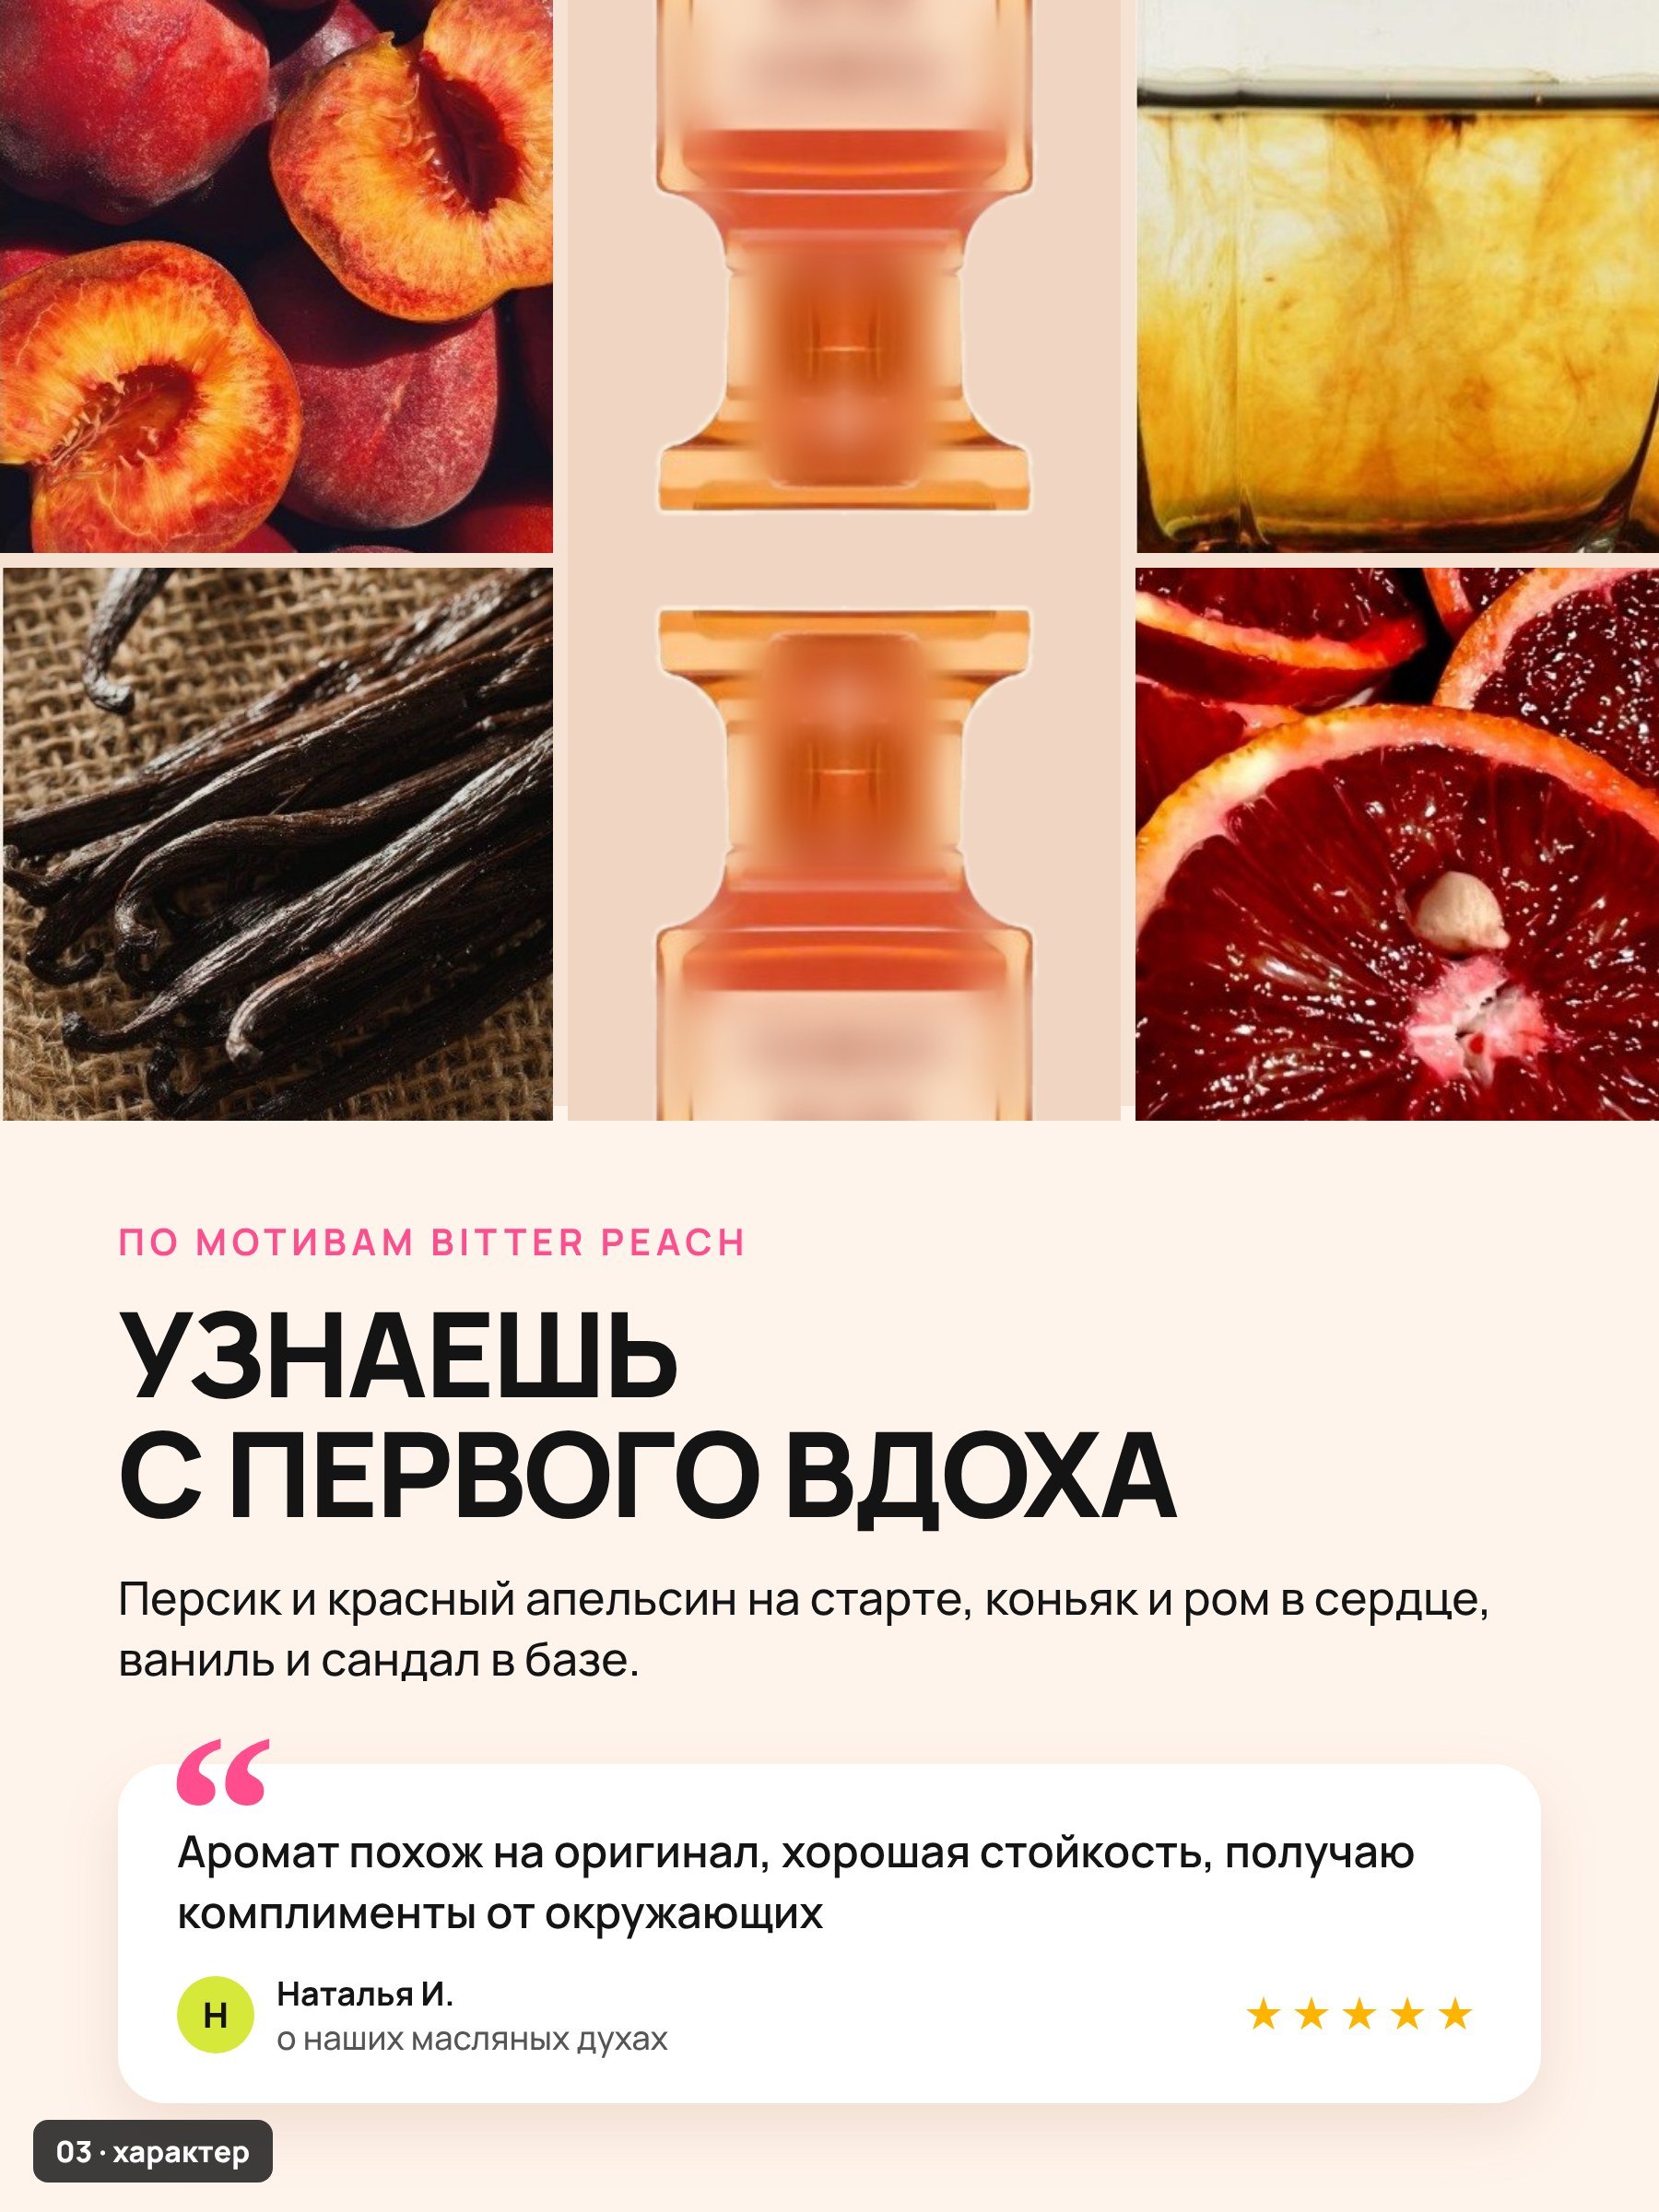 ПО МОТИВАМ BITTER PEACH
УЗНАЕШЬ
С ПЕРВОГО ВДОХА
Персик и красный апельсин на старте, коньяк и ром в сердце,
ваниль и сандал в базе.
“
Аромат похож на оригинал, хорошая стойкость, получаю
комплименты от окружающих
Н
Наталья И.
о наших масляных духах
★★★★★
03 · характер